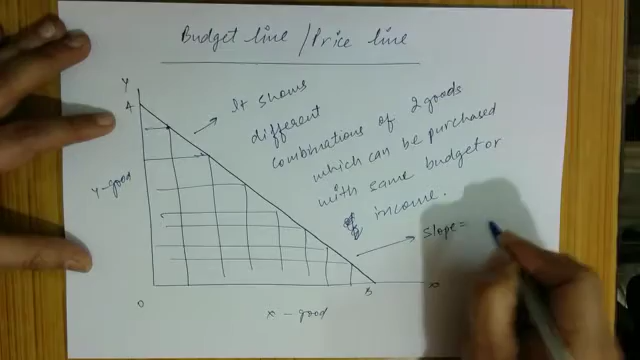 Budget line / Price line
Y
A
It shows
different
combinations of 2 goods
which can be purchased
with same budget or
of income.
Y-good
Slope =
B
O
x - good